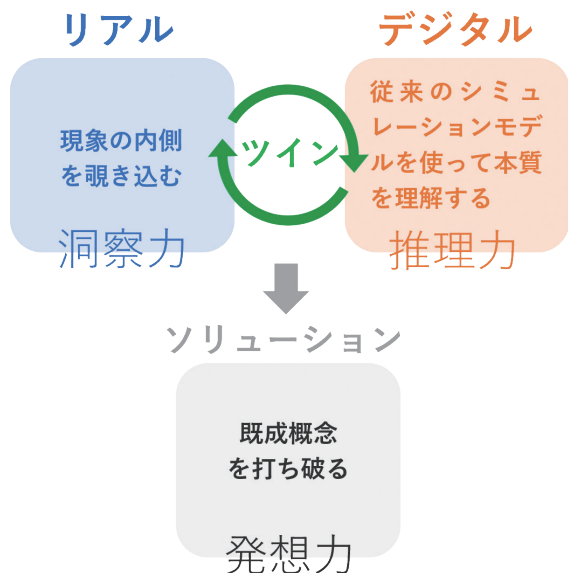 リアル
現象の内側
を覗き込む
洞察力
ツイン
デジタル
従来のシミュ
レーションモデ
ルを使って本質
を理解する
推理力
ソリューション
既成概念
を打ち破る
発想力